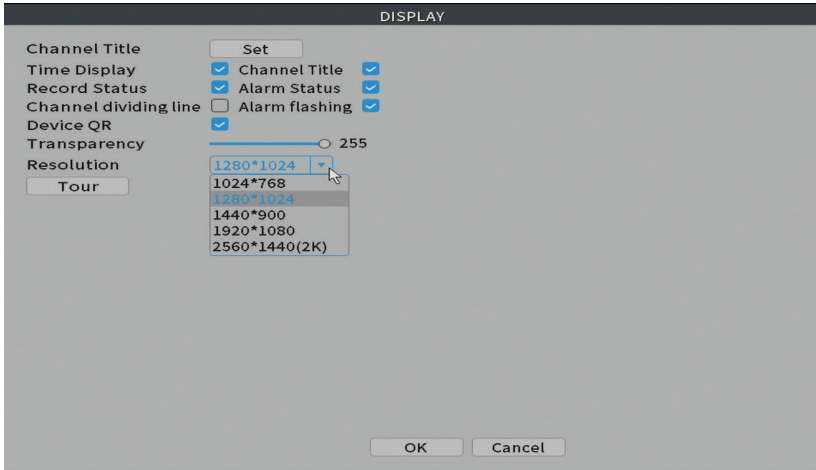 DISPLAY
Channel Title Set
Time Display Channel Title
Record Status Alarm Status
Channel dividing line Alarm flashing
Device QR
Transparency 255
Resolution 1280*1024
Tour 1024*768
1280*1024
1440*900
1920*1080
2560*1440(2K)
OK Cancel